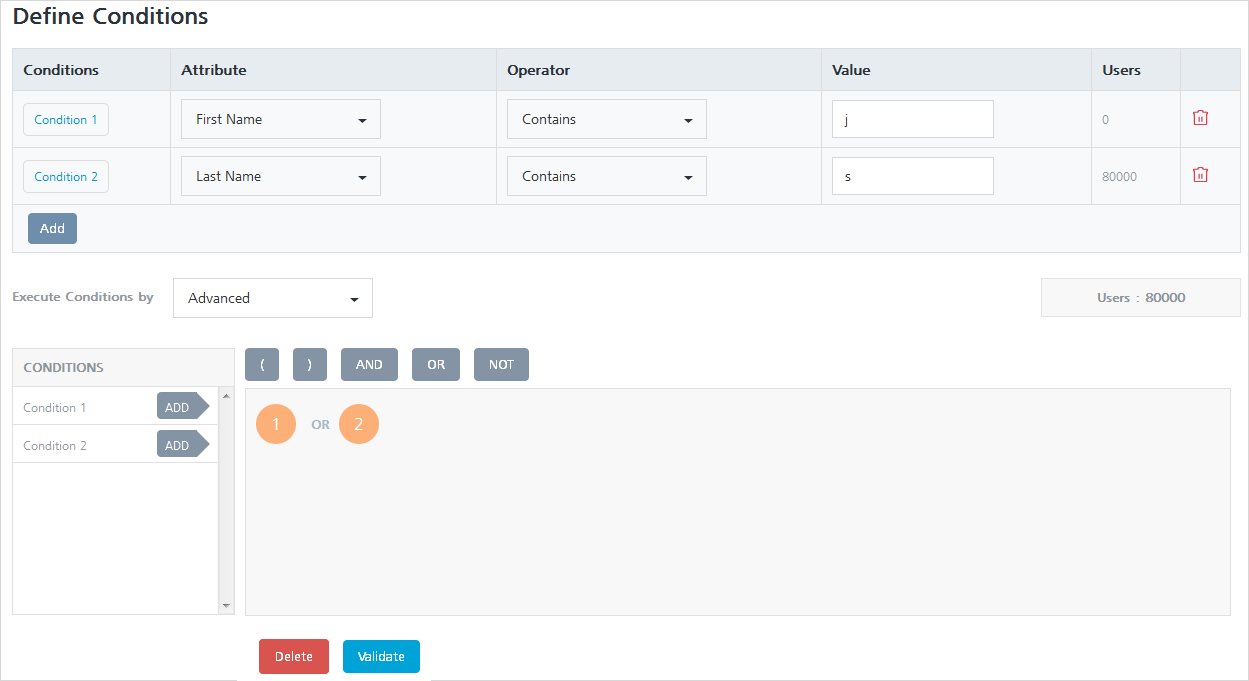 Define Conditions
Conditions Attribute Operator Value Users
Condition 1 First Name Contains j 0
Condition 2 Last Name Contains s 80000
Add
Execute Conditions by Advanced Users : 80000
CONDITIONS ( ) AND OR NOT
Condition 1 ADD
1 OR 2
Condition 2 ADD
Delete Validate